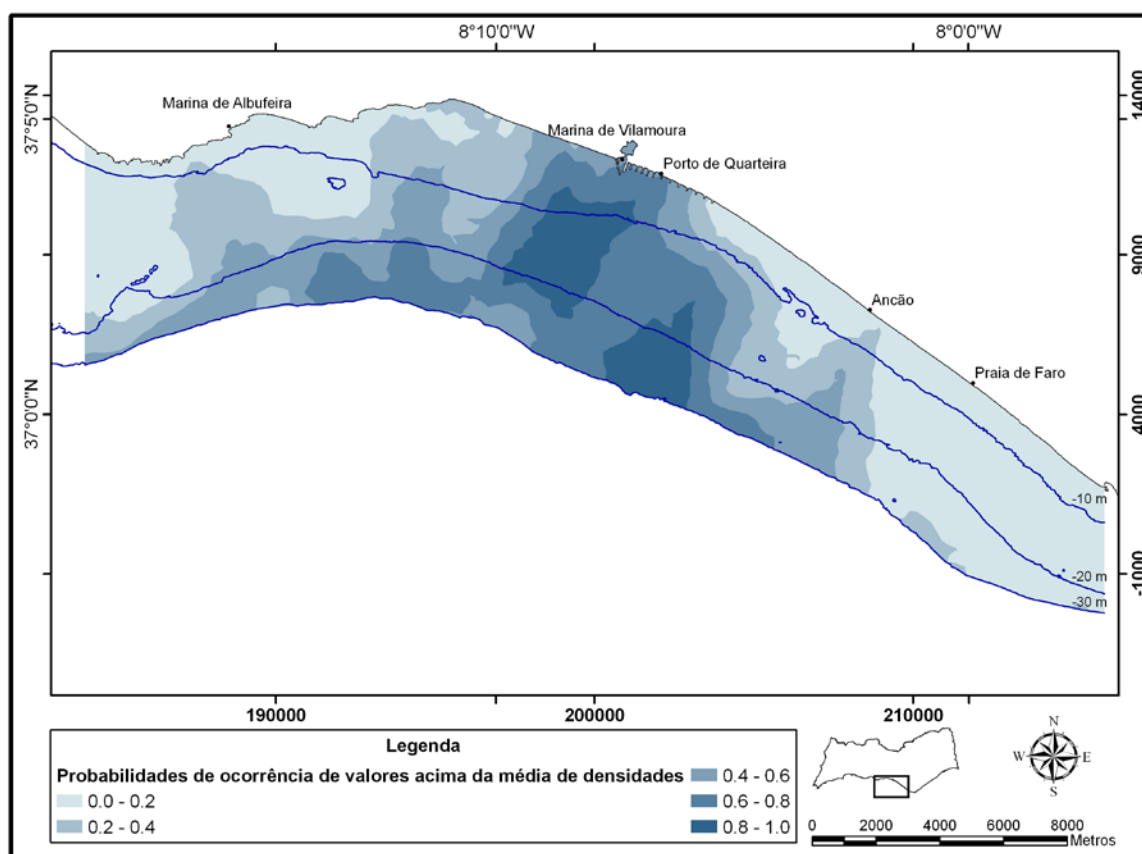 8°10'0"W
8°0'0"W
37°5'0"N
37°0'0"N
14000
9000
4000
-1000
Marina de Albufeira
Marina de Vilamoura
Porto de Quarteira
Ancão
Praia de Faro
-10 m
-20 m
-30 m
190000
200000
210000
Legenda
Probabilidades de ocorrência de valores acima da média de densidades
0.0 - 0.2
0.2 - 0.4
0.4 - 0.6
0.6 - 0.8
0.8 - 1.0
N
W
E
S
0 2000 4000 6000 8000
Metros